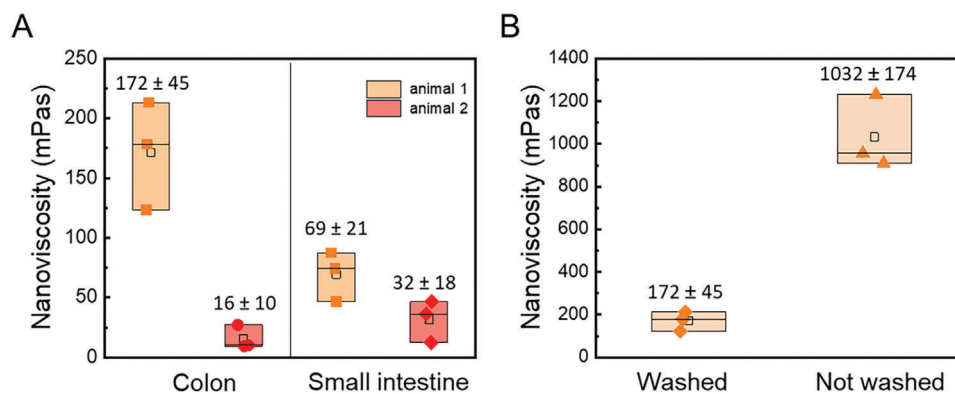 A
Nanoviscosity (mPas)
250
200
150
100
50
0
172 ± 45
16 ± 10
69 ± 21
32 ± 18
animal 1
animal 2
Colon
Small intestine
B
Nanoviscosity (mPas)
1400
1200
1000
800
600
400
200
0
172 ± 45
1032 ± 174
Washed
Not washed